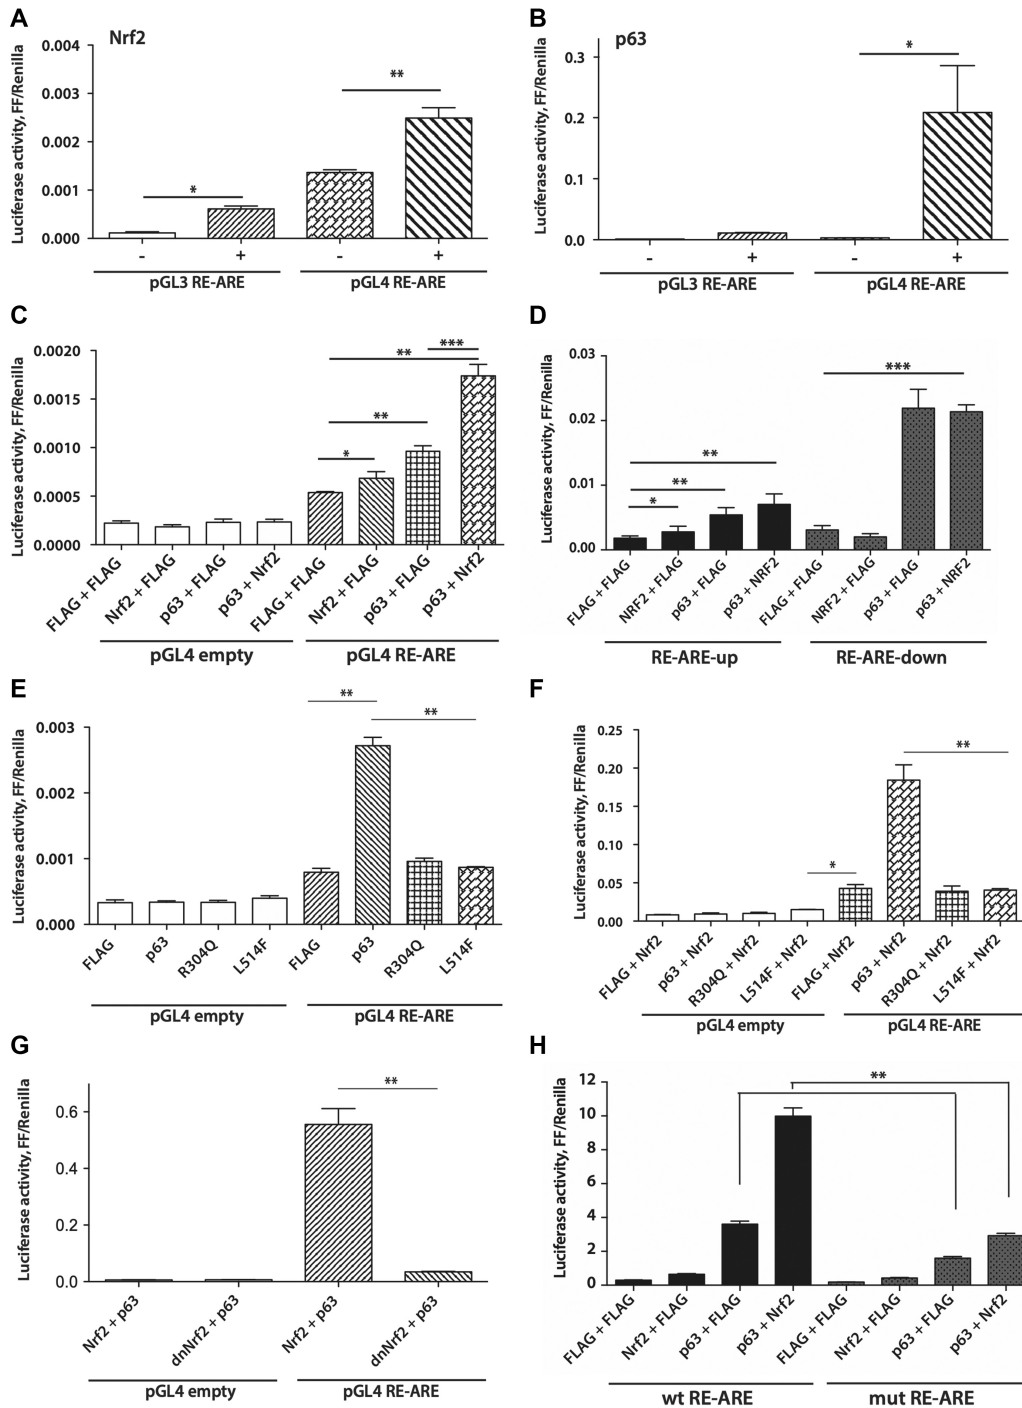 A
Nrf2
Luciferase activity, FF/Renilla
0.004
0.003
0.002
0.001
0.000
*
**
- + - +
pGL3 RE-ARE pGL4 RE-ARE
B
p63
Luciferase activity, FF/Renilla
0.3
0.2
0.1
0.0
*
- + - +
pGL3 RE-ARE pGL4 RE-ARE
C
Luciferase activity, FF/Renilla
0.0020
0.0015
0.0010
0.0005
0.0000
***
**
**
*
FLAG + FLAG
Nrf2 + FLAG
p63 + FLAG
p63 + Nrf2
FLAG + FLAG
Nrf2 + FLAG
p63 + FLAG
p63 + Nrf2
pGL4 empty pGL4 RE-ARE
D
Luciferase activity, FF/Renilla
0.03
0.02
0.01
0.00
***
**
**
*
FLAG + FLAG
NRF2 + FLAG
p63 + FLAG
p63 + NRF2
FLAG + FLAG
NRF2 + FLAG
p63 + FLAG
p63 + NRF2
RE-ARE-up RE-ARE-down
E
Luciferase activity, FF/Renilla
0.003
0.002
0.001
0.000
**
**
FLAG
p63
R304Q
L514F
FLAG
p63
R304Q
L514F
pGL4 empty pGL4 RE-ARE
F
Luciferase activity, FF/Renilla
0.25
0.20
0.15
0.10
0.05
0.00
**
*
FLAG + Nrf2
p63 + Nrf2
R304Q + Nrf2
L514F + Nrf2
FLAG + Nrf2
p63 + Nrf2
R304Q + Nrf2
L514F + Nrf2
pGL4 empty pGL4 RE-ARE
G
Luciferase activity, FF/Renilla
0.6
0.4
0.2
0.0
**
Nrf2 + p63
dnNrf2 + p63
Nrf2 + p63
dnNrf2 + p63
pGL4 empty pGL4 RE-ARE
H
Luciferase activity, FF/Renilla
12
10
8
6
4
2
0
**
FLAG + FLAG
Nrf2 + FLAG
p63 + FLAG
p63 + Nrf2
FLAG + FLAG
Nrf2 + FLAG
p63 + FLAG
p63 + Nrf2
wt RE-ARE mut RE-ARE